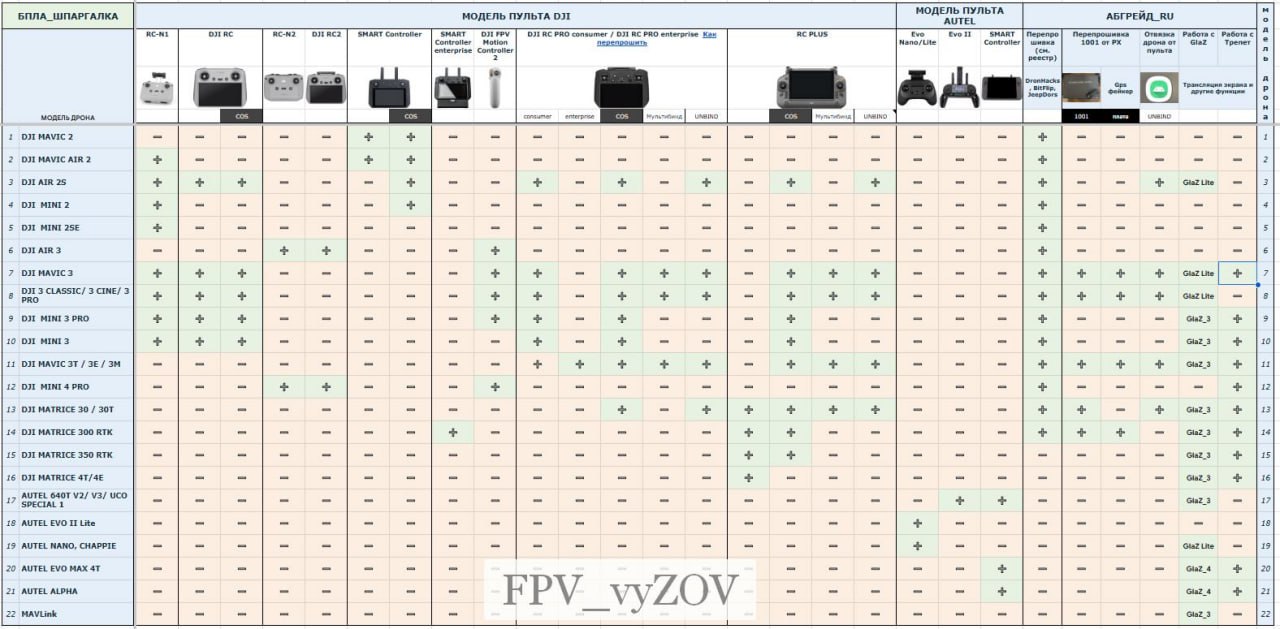 БПЛА_ШПАРГАЛКА
МОДЕЛЬ ПУЛЬТА DJI
МОДЕЛЬ ПУЛЬТА AUTEL
АБГРЕЙД_RU
модель дрона
RC-N1
DJI RC
RC-N2
DJI RC2
SMART Controller
SMART Controller enterprise
DJI FPV Motion Controller 2
DJI RC PRO consumer / DJI RC PRO enterprise Как перепрошить
RC PLUS
Evo Nano/Lite
Evo II
SMART Controller
Перепрошивка (см. реестр)
Перепрошивка 1001 от РХ
Отвязка дрона от пульта
Работа с GlaZ
Работа с Трепет
DronHacks, BitFlip, JeepDors
Gps фейкер
Трансляция экрана и другие функции
МОДЕЛЬ ДРОНА
COS
COS
consumer
enterprise
COS
Мультибинд
UNBIND
COS
Мультибинд
UNBIND
1001
UNBIND
1 DJI MAVIC 2 − − − − − + + − − − − − − − − − − − − − − + − − − − − 1
2 DJI MAVIC AIR 2 + − − − − + + − − − − − − − − − − − − − − + − − − − − 2
3 DJI AIR 2S + + + − − − + − − + − + − + − + − + − − − + − − + GlaZ Lite − 3
4 DJI MINI 2 + − − − − − + − − − − − − − − − − − − − − + − − − − − 4
5 DJI MINI 2SE + − − − − − − − − − − − − − − − − − − − − + − − − − − 5
6 DJI AIR 3 − − − + + − − − + − − − − − − − − − − − − + − − − − − 6
7 DJI MAVIC 3 + + + − − − − − + + − + + + − + + + − − − + + + + GlaZ Lite + 7
8 DJI 3 CLASSIC/ 3 CINE/ 3 PRO + + + − − − − − + + − + + + − + + + − − − + + + + GlaZ Lite − 8
9 DJI MINI 3 PRO + + + − − − − − + + − + − − − + − − − − − + − − − GlaZ_3 + 9
10 DJI MINI 3 + + + − − − − − − + − + − − − + − − − − − + − − − GlaZ_3 + 10
11 DJI MAVIC 3T / 3E / 3M − − − − − − − − − + + + + + − + + + − − − + + + + GlaZ_3 + 11
12 DJI MINI 4 PRO − − − + + − − − + − − − − − − − − − − − − + − − − − + 12
13 DJI MATRICE 30 / 30T − − − − − − − − − − − + − + + + + + − − − + + − + GlaZ_3 + 13
14 DJI MATRICE 300 RTK − − − − − − − + − − − − − − + + − − − − − + + + − GlaZ_3 + 14
15 DJI MATRICE 350 RTK − − − − − − − − − − − − − − + + − − − − − − − − − GlaZ_3 + 15
16 DJI MATRICE 4T/4E − − − − − − − − − − − − − − + − − − − − − − − − − GlaZ_3 + 16
17 AUTEL 640T V2/ V3/ UCO SPECIAL 1 − − − − − − − − − − − − − − − − − − − + + − − − − GlaZ_3 − 17
18 AUTEL EVO II Lite − − − − − − − − − − − − − − − − − − + − − − − − − − − 18
19 AUTEL NANO, CHAPPIE − − − − − − − − − − − − − − − − − − + − − − − − − GlaZ Lite − 19
20 AUTEL EVO MAX 4T − − − − − − − − − − − − − − − − − − − − + − − − − GlaZ_4 + 20
21 AUTEL ALPHA − − − − − − − − − − − − − − − − − − − − + − − − GlaZ_4 + 21
22 MAVLink − − − − − − − − − − − − − − − − − − − − − − − − − GlaZ_3 − 22
FPV_vyZOV